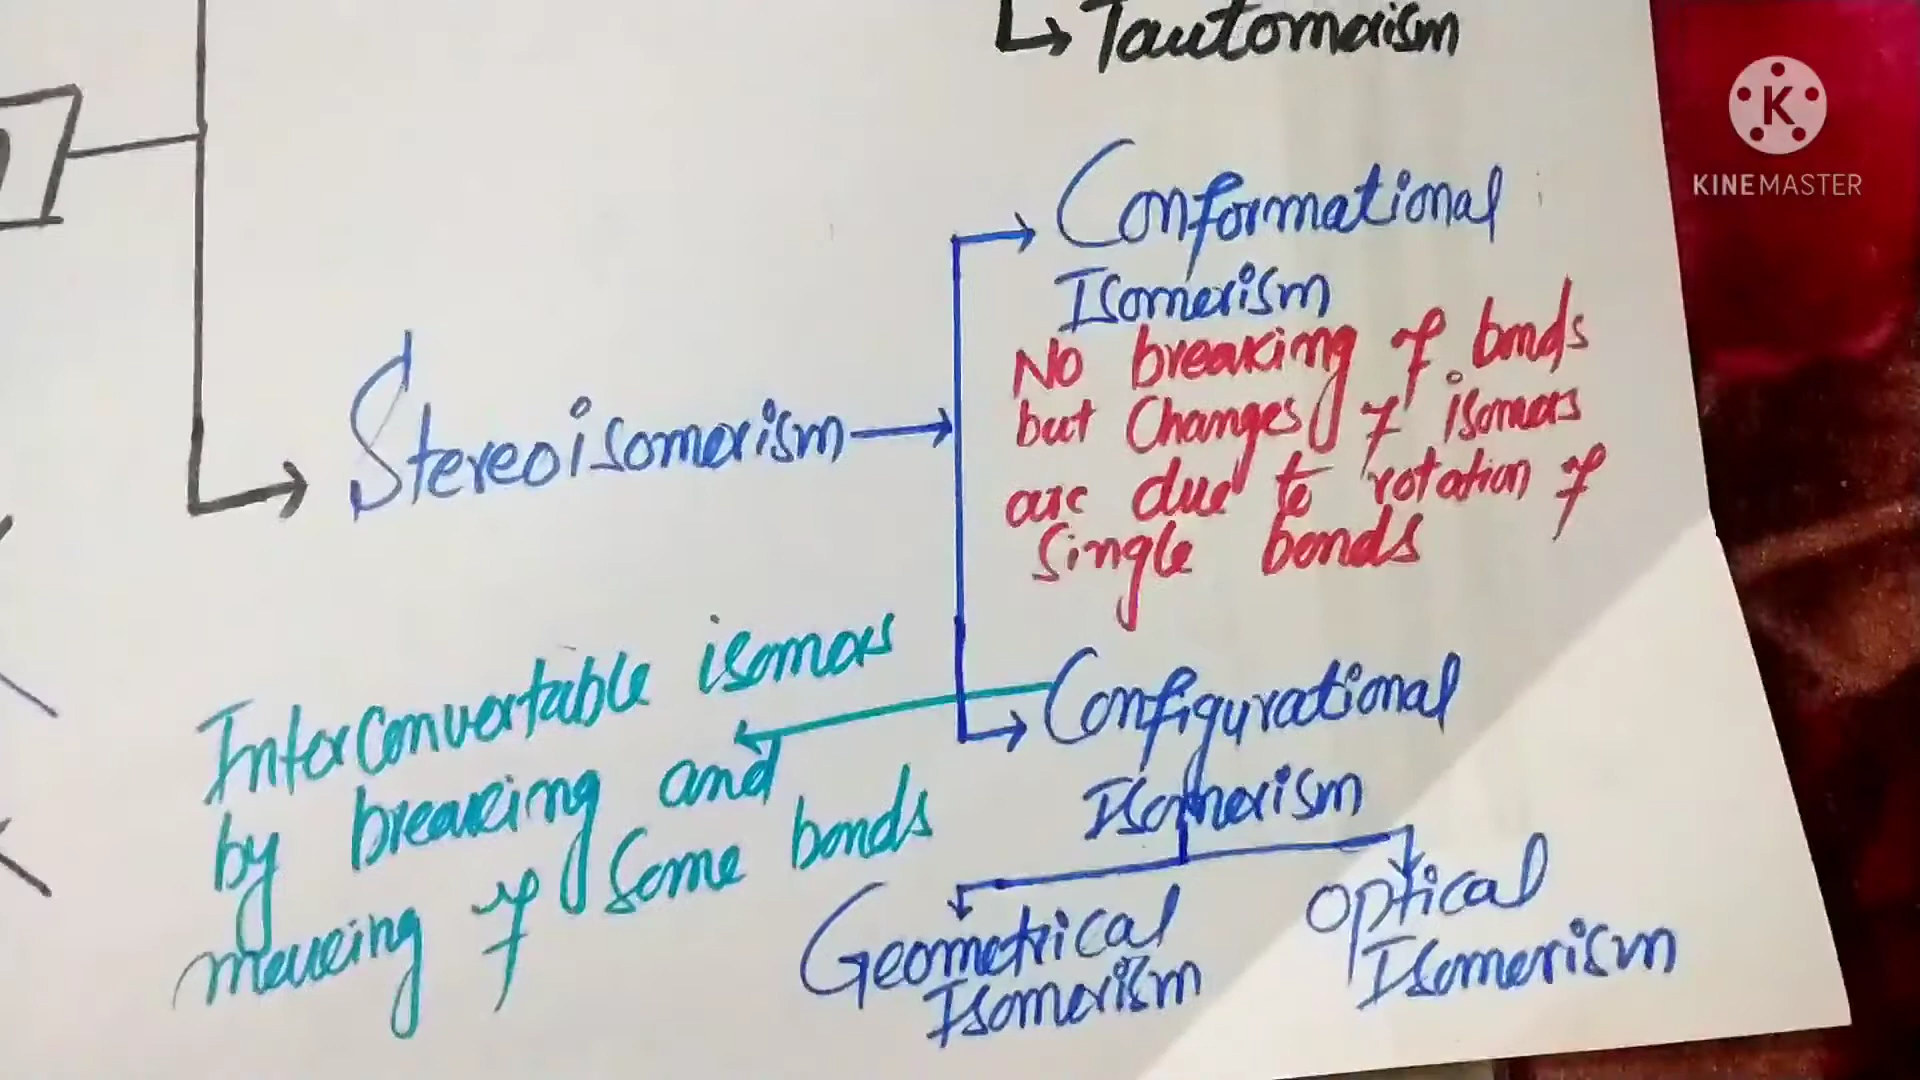 Tautomerism
K
KINEMASTER
Conformational
Isomerism
No breaking of bonds
but Changes of isomers
are due to rotation of
Single bonds
Stereoisomerism
Interconvertable isomers
by breaking and
making of Some bonds
Configurational
Isomerism
Geometrical
Isomerism
Optical
Isomerism